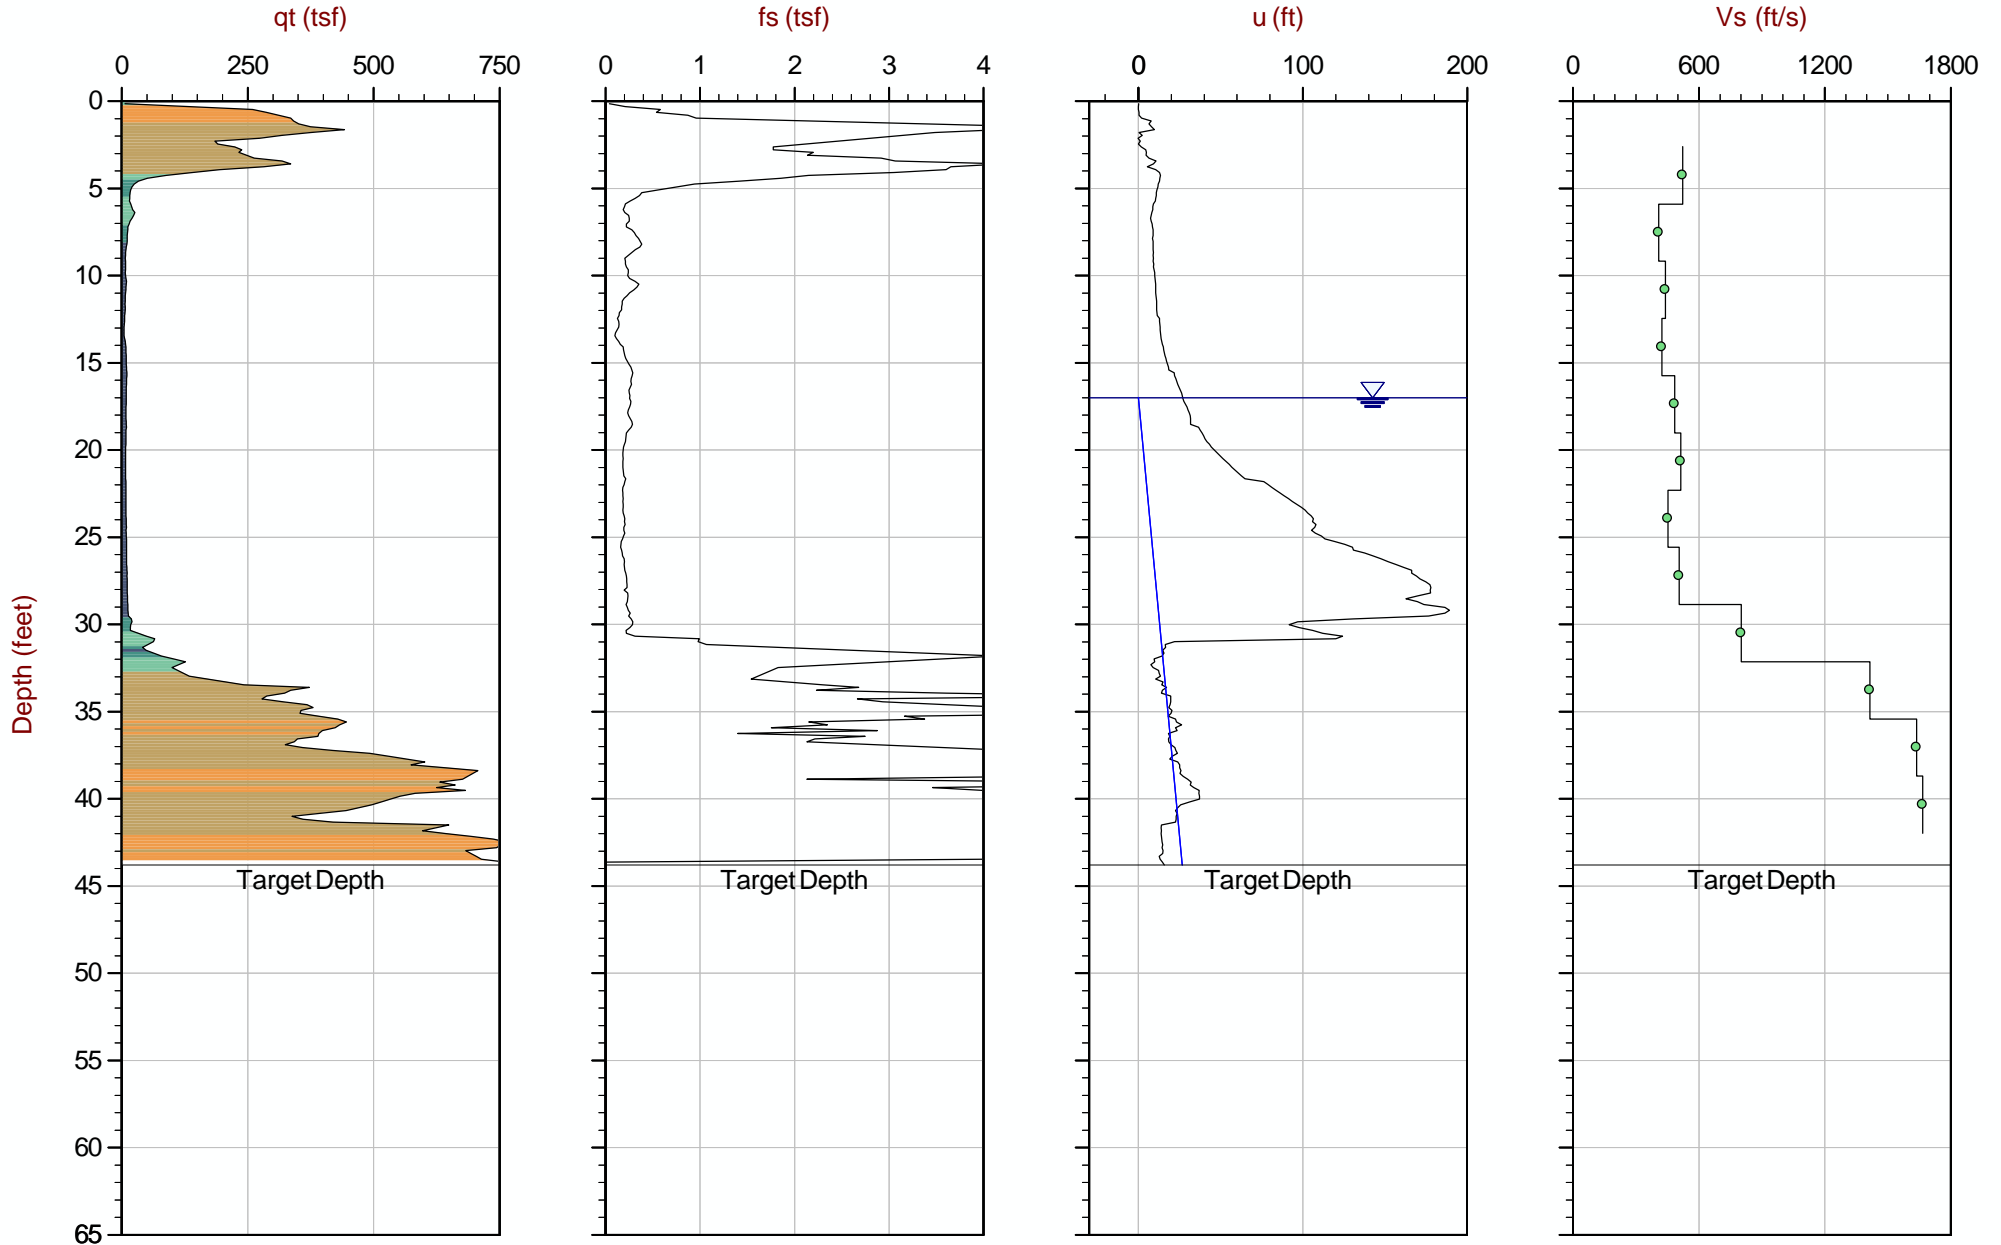 qt (tsf)
fs (tsf)
u (ft)
Vs (ft/s)
0 250 500 750
0 1 2 3 4
0 100 200
0 600 1200 1800
0
5
10
15
20
25
30
35
40
45
50
55
60
65
Depth (feet)
Target Depth
Target Depth
Target Depth
Target Depth